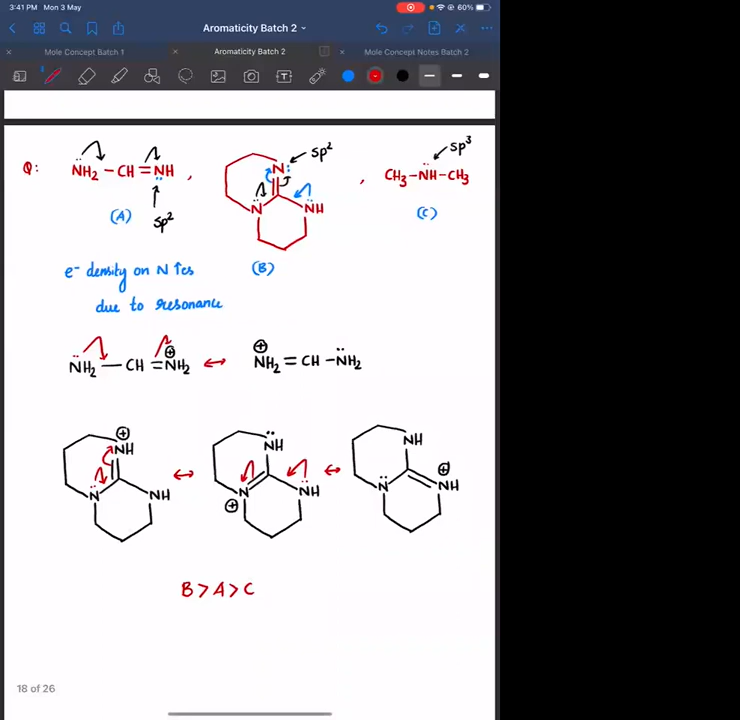 3:41 PM Mon 3 May
60%
Aromaticity Batch 2
Mole Concept Batch 1
Aromaticity Batch 2
Mole Concept Notes Batch 2
Q: NH2 – CH = NH , N: sp² , CH3–NH–CH3 sp³
N NH
(A) sp² (C)
e⁻ density on N ↑es (B)
due to resonance
NH2 — CH = NH2 ⊕ ↔ ⊕ NH2 = CH – NH2
⊕ NH N NH ↔ NH N ⊕ NH ↔ NH N ⊕ NH
B > A > C
18 of 26